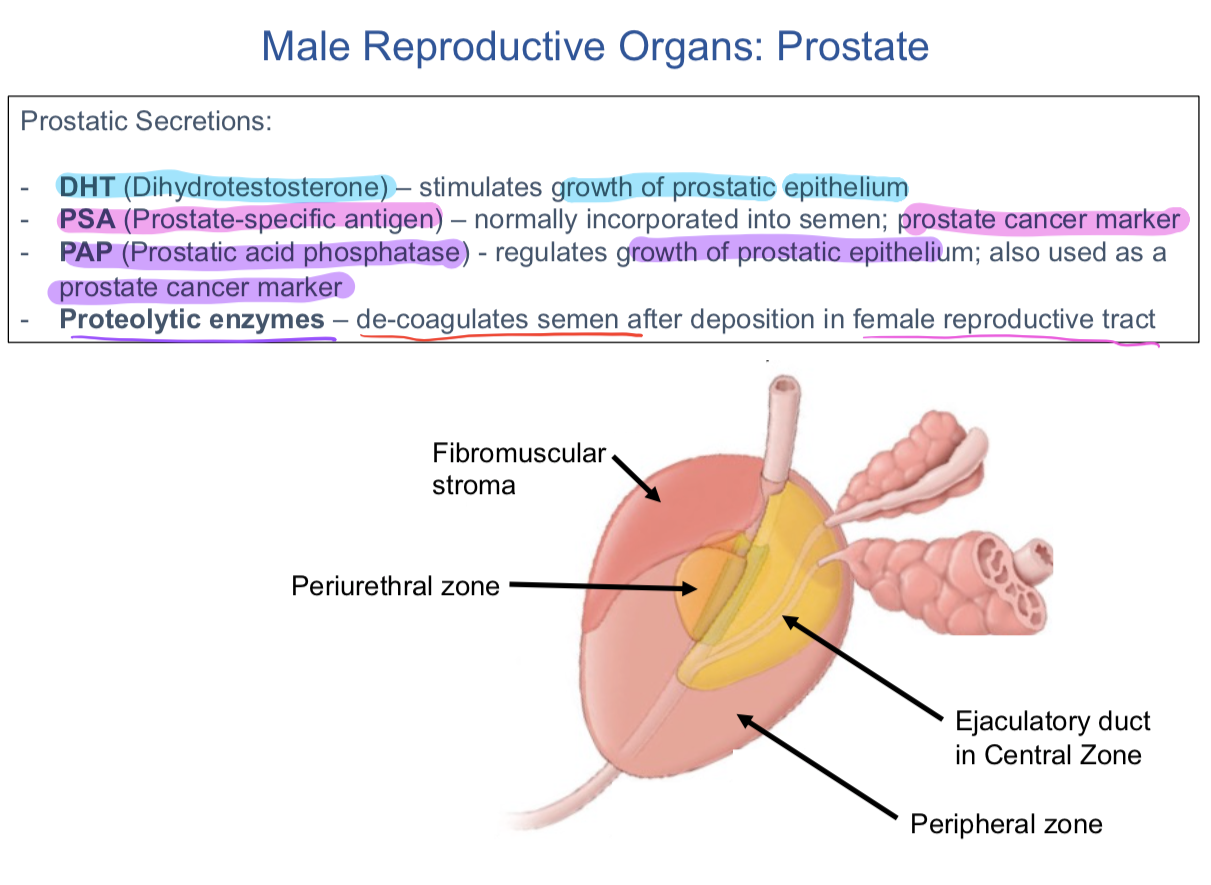 Male Reproductive Organs: Prostate
Prostatic Secretions:
- DHT (Dihydrotestosterone) – stimulates growth of prostatic epithelium
- PSA (Prostate-specific antigen) – normally incorporated into semen; prostate cancer marker
- PAP (Prostatic acid phosphatase) - regulates growth of prostatic epithelium; also used as a
prostate cancer marker
- Proteolytic enzymes – de-coagulates semen after deposition in female reproductive tract
Fibromuscular
stroma
Periurethral zone
Ejaculatory duct
in Central Zone
Peripheral zone